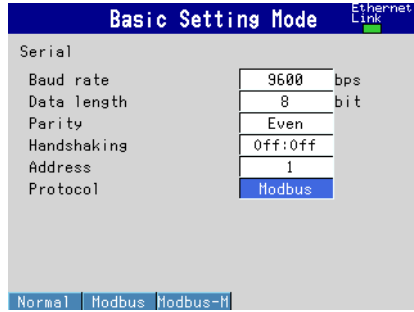 Basic Setting Mode
Ethernet
Link
Serial
Baud rate 9600 bps
Data length 8 bit
Parity Even
Handshaking Off:Off
Address 1
Protocol Modbus
Normal Modbus Modbus-M